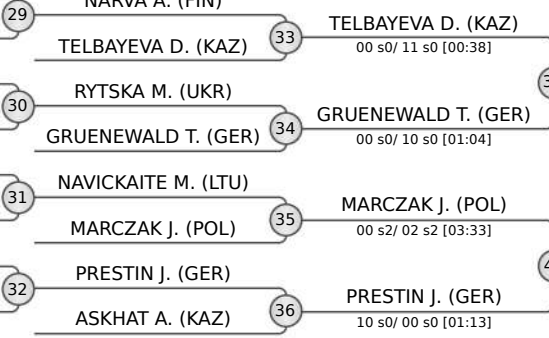 29
NARVA A. (FIN)
TELBAYEVA D. (KAZ)
33
TELBAYEVA D. (KAZ)
00 s0/ 11 s0 [00:38]
30
RYTSKA M. (UKR)
GRUENEWALD T. (GER)
34
GRUENEWALD T. (GER)
00 s0/ 10 s0 [01:04]
31
NAVICKAITE M. (LTU)
MARCZAK J. (POL)
35
MARCZAK J. (POL)
00 s2/ 02 s2 [03:33]
32
PRESTIN J. (GER)
ASKHAT A. (KAZ)
36
PRESTIN J. (GER)
10 s0/ 00 s0 [01:13]